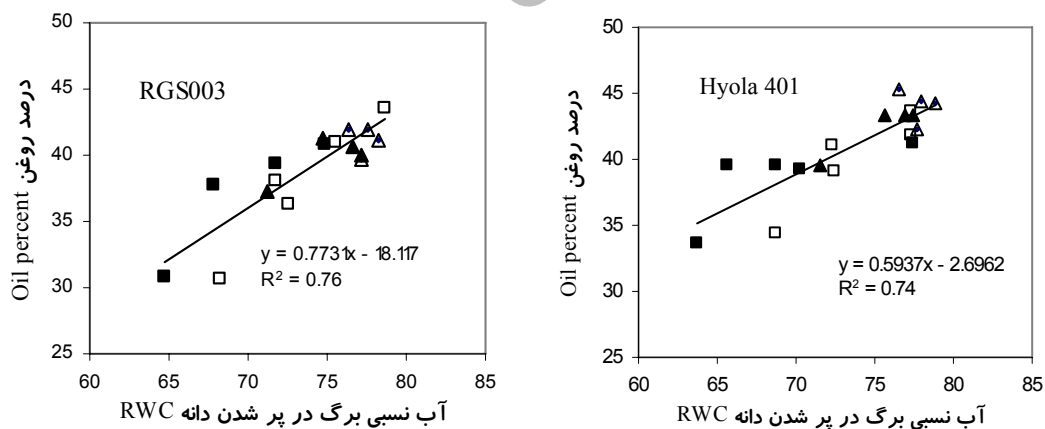 50
45
40
35
30
25
60 65 70 75 80 85
درصد روغن Oil percent
RGS003
y = 0.7731x - 18.117
R² = 0.76
آب نسبی برگ در پر شدن دانه RWC
50
45
40
35
30
25
60 65 70 75 80 85
درصد روغن Oil percent
Hyola 401
y = 0.5937x - 2.6962
R² = 0.74
آب نسبی برگ در پر شدن دانه RWC